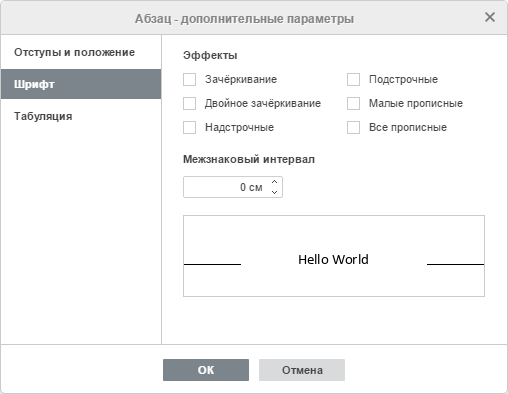 Абзац - дополнительные параметры
Отступы и положение
Шрифт
Табуляция
Эффекты
Зачёркивание
Подстрочные
Двойное зачёркивание
Малые прописные
Надстрочные
Все прописные
Межзнаковый интервал
0 см
Hello World
ОК
Отмена